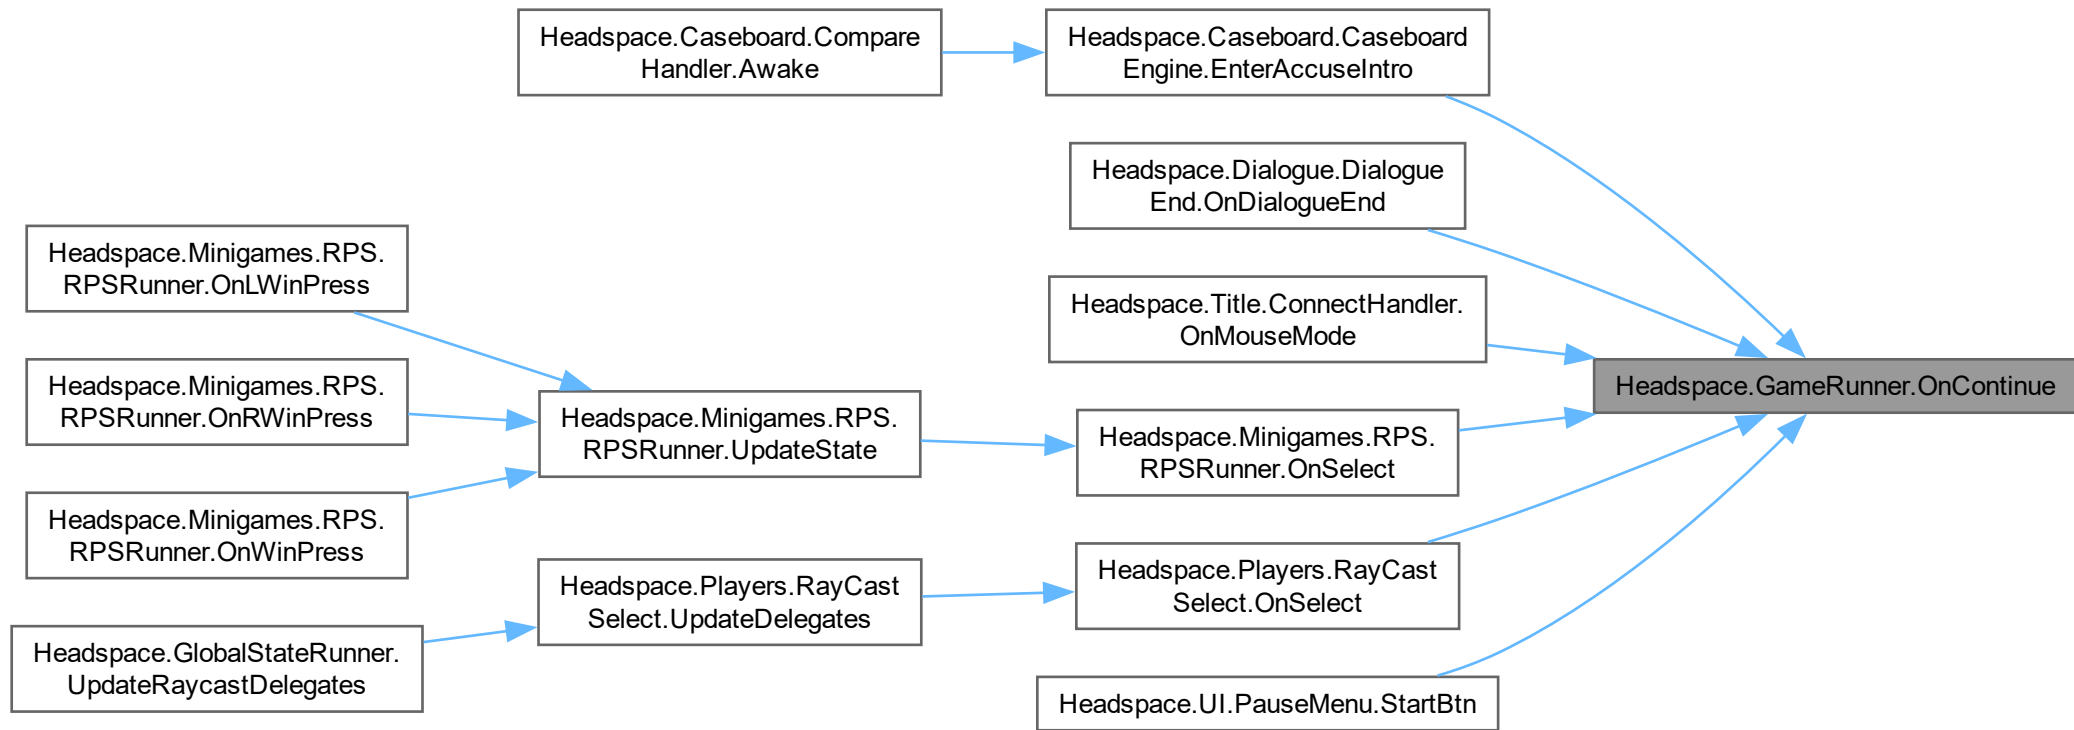 Headspace.Caseboard.Compare
Handler.Awake
Headspace.Caseboard.Caseboard
Engine.EnterAccuseIntro
Headspace.Dialogue.Dialogue
End.OnDialogueEnd
Headspace.Minigames.RPS.
RPSRunner.OnLWinPress
Headspace.Title.ConnectHandler.
OnMouseMode
Headspace.GameRunner.OnContinue
Headspace.Minigames.RPS.
RPSRunner.OnRWinPress
Headspace.Minigames.RPS.
RPSRunner.UpdateState
Headspace.Minigames.RPS.
RPSRunner.OnSelect
Headspace.Minigames.RPS.
RPSRunner.OnWinPress
Headspace.Players.RayCast
Select.UpdateDelegates
Headspace.Players.RayCast
Select.OnSelect
Headspace.GlobalStateRunner.
UpdateRaycastDelegates
Headspace.UI.PauseMenu.StartBtn